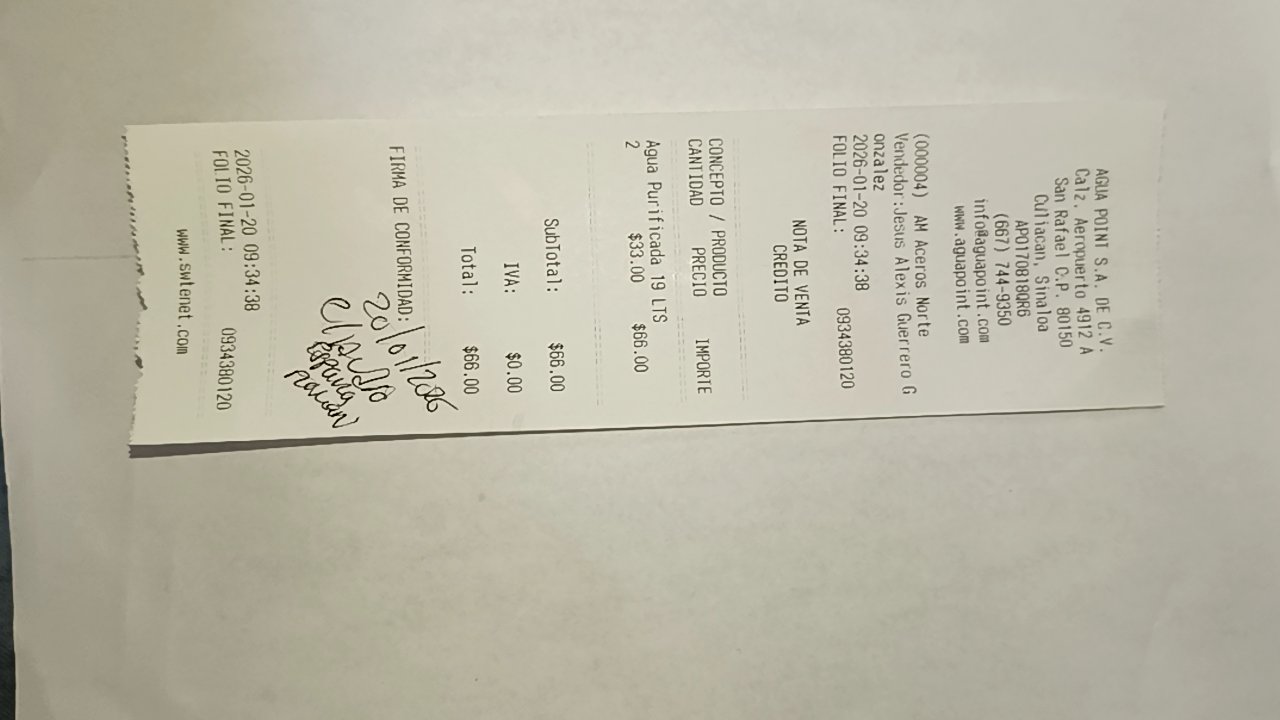 AGUA POINT S.A. DE C.V.
Calz. Aeropuerto 4912 A
San Rafael C.P. 80150
Culiacan, Sinaloa
APO170818QR6
(667) 744-9350
info@aguapoint.com
www.aguapoint.com
(000004) AM Aceros Norte
Vendedor:Jesus Alexis Guerrero G
onzalez
2026-01-20 09:34:38
FOLIO FINAL: 0934380120
NOTA DE VENTA
CREDITO
CONCEPTO / PRODUCTO
CANTIDAD PRECIO IMPORTE
Agua Purificada 19 LTS
2 $33.00 $66.00
SubTotal: $66.00
IVA: $0.00
Total: $66.00
FIRMA DE CONFORMIDAD:
20/01/2026
2026-01-20 09:34:38
FOLIO FINAL: 0934380120
www.swtenet.com